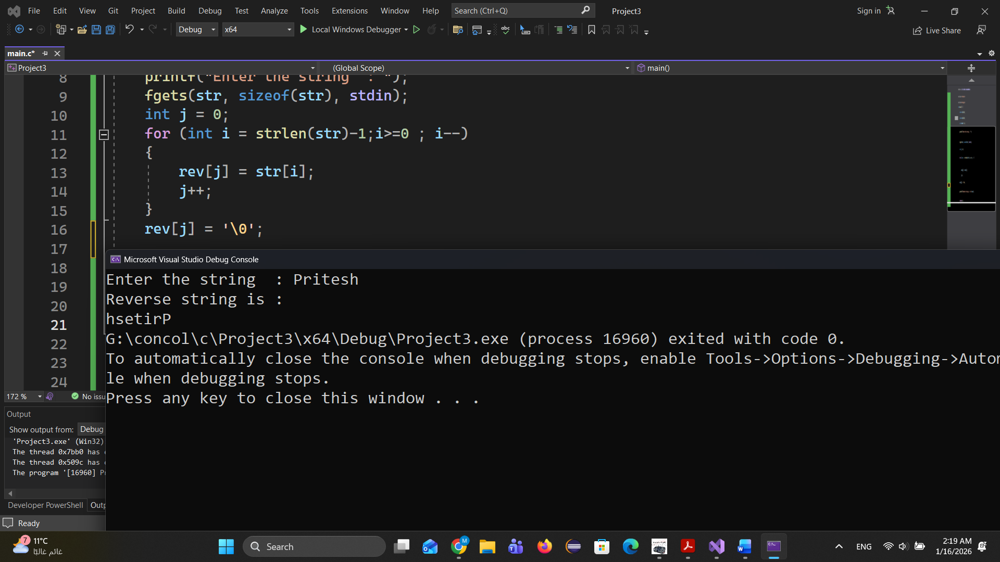 File Edit View Git Project Build Debug Test Analyze Tools Extensions Window Help Search (Ctrl+Q) Project3 Sign in
Debug x64 Local Windows Debugger Live Share
main.c*
Project3 (Global Scope) main()
8 printf("Enter the string  : ");
9 fgets(str, sizeof(str), stdin);
10 int j = 0;
11 for (int i = strlen(str)-1;i>=0 ; i--)
12 {
13 rev[j] = str[i];
14 j++;
15 }
16 rev[j] = '\0';
17
18
19
20
21
22
23
24
Microsoft Visual Studio Debug Console
Enter the string  : Pritesh
Reverse string is :
hsetirP
G:\concol\c\Project3\x64\Debug\Project3.exe (process 16960) exited with code 0.
To automatically close the console when debugging stops, enable Tools->Options->Debugging->Autom
le when debugging stops.
Press any key to close this window . . .
172 % No issu
Output
Show output from: Debug
'Project3.exe' (Win32)
The thread 0x7bb0 has
The thread 0x509c has
The program '[16960] Pr
Developer PowerShell Outp
Ready
7 11°C
غائم غالبًا
Search
ENG
2:19 AM
1/16/2026